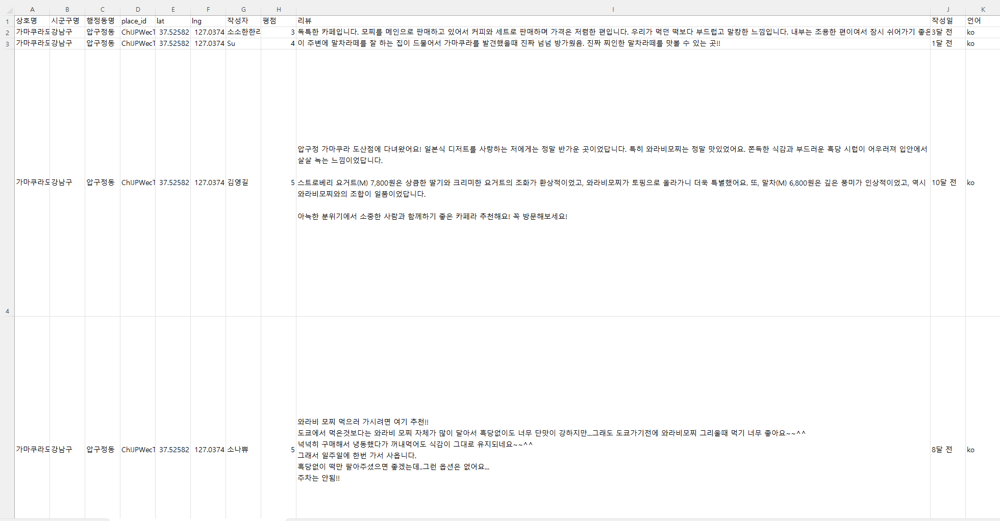 A B C D E F G H I J K
1 상호명 시군구명 행정동명 place_id lat lng 작성자 평점 리뷰 작성일 언어
2 가마쿠라도 강남구 압구정동 ChIJPWecT 37.52582 127.0374 소소한한리 3 독특한 카페입니다. 모찌를 메인으로 판매하고 있어서 커피와 세트로 판매하며 가격은 저렴한 편입니다. 우리가 먹던 떡보다 부드럽고 말캉한 느낌입니다. 내부는 조용한 편이여서 잠시 쉬어가기 좋은 3달 전 ko
3 가마쿠라도 강남구 압구정동 ChIJPWecT 37.52582 127.0374 Su 4 이 주변에 말차라떼를 잘 하는 집이 드물어서 가마쿠라를 발견했을때 진짜 넘넘 방가웠음. 진짜 찌인한 말차라떼를 맛볼 수 있는 곳!! 1달 전 ko
압구정 가마쿠라 도산점에 다녀왔어요! 일본식 디저트를 사랑하는 저에게는 정말 반가운 곳이었답니다. 특히 와라비모찌는 정말 맛있었어요. 쫀득한 식감과 부드러운 흑당 시럽이 어우러져 입안에서
살살 녹는 느낌이었답니다.
가마쿠라도 강남구 압구정동 ChIJPWecT 37.52582 127.0374 김영길 5 스트로베리 요거트(M) 7,800원은 상큼한 딸기와 크리미한 요거트의 조화가 환상적이었고, 와라비모찌가 토핑으로 올라가니 더욱 특별했어요. 또, 말차(M) 6,800원은 깊은 풍미가 인상적이었고, 역시 10달 전 ko
와라비모찌와의 조합이 일품이었답니다.
아늑한 분위기에서 소중한 사람과 함께하기 좋은 카페라 추천해요! 꼭 방문해보세요!
4
와라비 모찌 먹으러 가시려면 여기 추천!!
도쿄에서 먹은것보다는 와라비 모찌 자체가 많이 달아서 흑당없이도 너무 단맛이 강하지만...그래도 도쿄가기전에 와라비모찌 그리울때 먹기 너무 좋아요~~^^
넉넉히 구매해서 냉동했다가 꺼내먹어도 식감이 그대로 유지되네요~~^^
가마쿠라도 강남구 압구정동 ChIJPWecT 37.52582 127.0374 소나쀼 5 8달 전 ko
그래서 일주일에 한번 가서 사옵니다.
흑당없이 떡만 팔아주셨으면 좋겠는데..그런 옵션은 없어요...
주차는 안됨!!